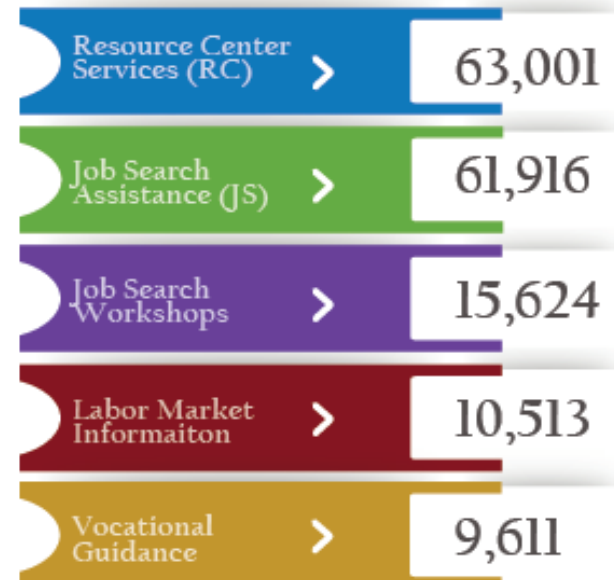 Resource Center
Services (RC)
63,001
Job Search
Assistance (JS)
61,916
Job Search
Workshops
15,624
Labor Market
Informaiton
10,513
Vocational
Guidance
9,611